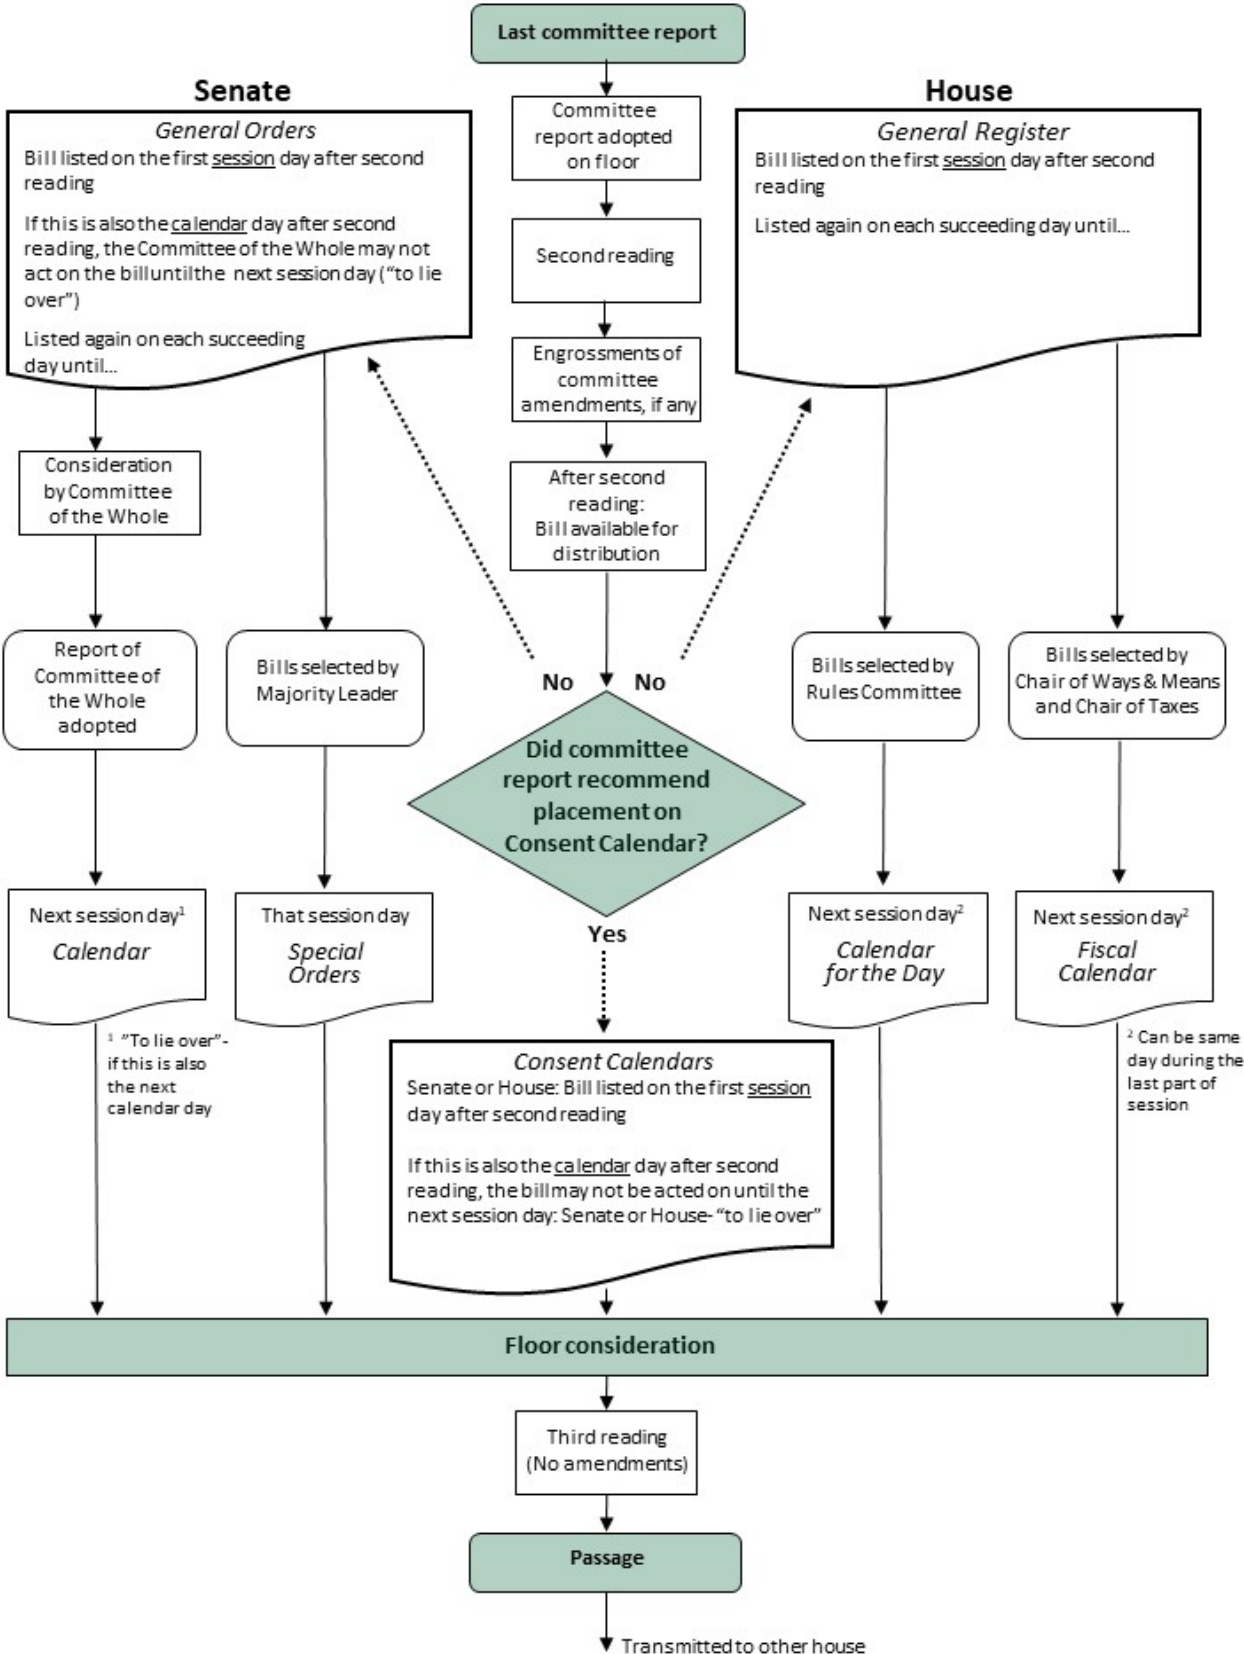 Last committee report
Senate
House
Committee
report adopted
on floor
General Orders
Bill listed on the first session day after second
reading
If this is also the calendar day after second
reading, the Committee of the Whole may not
act on the bill until the next session day (“to lie
over”)
Listed again on each succeeding
day until...
General Register
Bill listed on the first session day after second
reading
Listed again on each succeeding day until...
Second reading
Engrossments of
committee
amendments, if any
After second
reading:
Bill available for
distribution
Consideration
by Committee
of the Whole
Report of
Committee of
the Whole
adopted
Bills selected by
Majority Leader
No
No
Bills selected by
Rules Committee
Bills selected by
Chair of Ways & Means
and Chair of Taxes
Did committee
report recommend
placement on
Consent Calendar?
Next session day¹
Calendar
That session day
Special
Orders
Yes
Next session day²
Calendar
for the Day
Next session day²
Fiscal
Calendar
¹ ”To lie over”-
if this is also
the next
calendar day
² Can be same
day during the
last part of
session
Consent Calendars
Senate or House: Bill listed on the first session
day after second reading
If this is also the calendar day after second
reading, the bill may not be acted on until the
next session day: Senate or House- “to lie over”
Floor consideration
Third reading
(No amendments)
Passage
Transmitted to other house